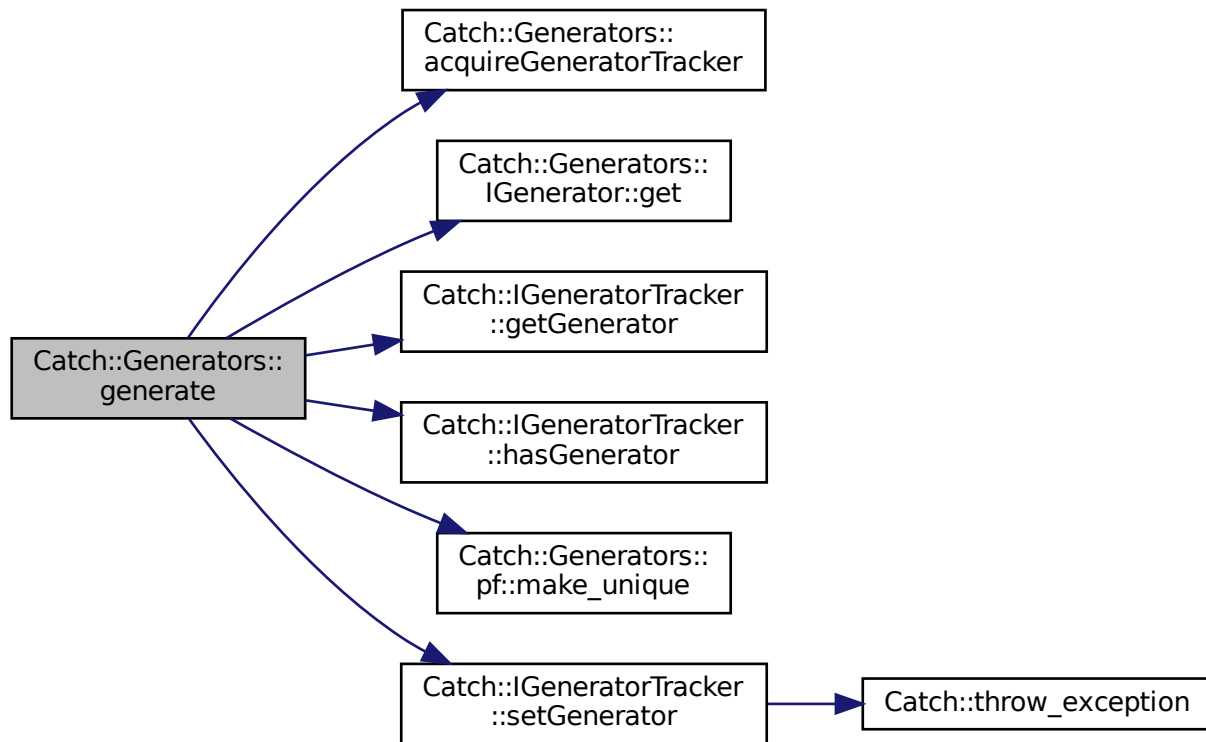 Catch::Generators::
acquireGeneratorTracker
Catch::Generators::
IGenerator::get
Catch::IGeneratorTracker
::getGenerator
Catch::Generators::
generate
Catch::IGeneratorTracker
::hasGenerator
Catch::Generators::
pf::make_unique
Catch::IGeneratorTracker
::setGenerator
Catch::throw_exception